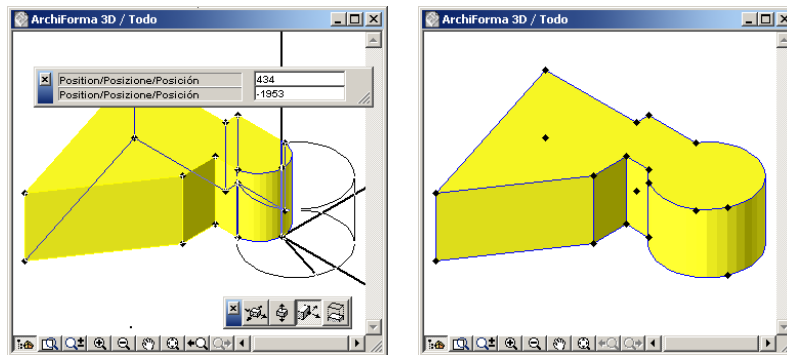 ArchiForma 3D / Todo
Position/Posizione/Posición 434
Position/Posizione/Posición -1953
ArchiForma 3D / Todo